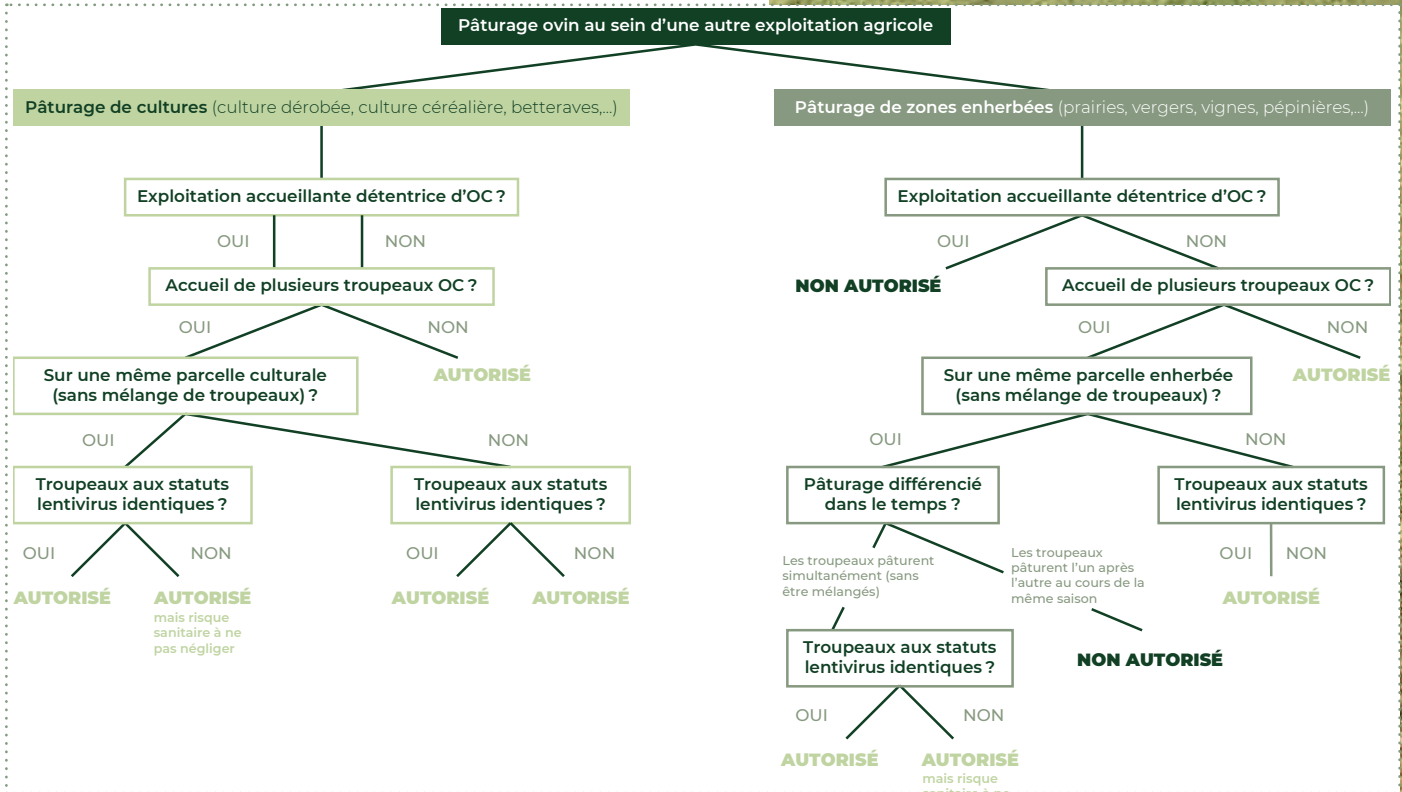 Pâturage ovin au sein d’une autre exploitation agricole
Pâturage de cultures (culture dérobée, culture céréalière, betteraves,...)
Pâturage de zones enherbées (prairies, vergers, vignes, pépinières,...)
Exploitation accueillante détentrice d’OC ?
Exploitation accueillante détentrice d’OC ?
OUI
NON
OUI
NON
Accueil de plusieurs troupeaux OC ?
NON AUTORISÉ
Accueil de plusieurs troupeaux OC ?
OUI
NON
OUI
NON
Sur une même parcelle culturale
(sans mélange de troupeaux) ?
AUTORISÉ
Sur une même parcelle enherbée
(sans mélange de troupeaux) ?
AUTORISÉ
OUI
NON
OUI
NON
Troupeaux aux statuts
lentivirus identiques ?
Troupeaux aux statuts
lentivirus identiques ?
Pâturage différencié
dans le temps ?
Troupeaux aux statuts
lentivirus identiques ?
OUI
NON
OUI
NON
Les troupeaux pâturent
simultanément (sans
être mélangés)
Les troupeaux
pâturent l’un après
l’autre au cours de la
même saison
OUI
NON
AUTORISÉ
AUTORISÉ
mais risque
sanitaire à ne
pas négliger
AUTORISÉ
AUTORISÉ
AUTORISÉ
Troupeaux aux statuts
lentivirus identiques ?
NON AUTORISÉ
OUI
NON
AUTORISÉ
AUTORISÉ
mais risque